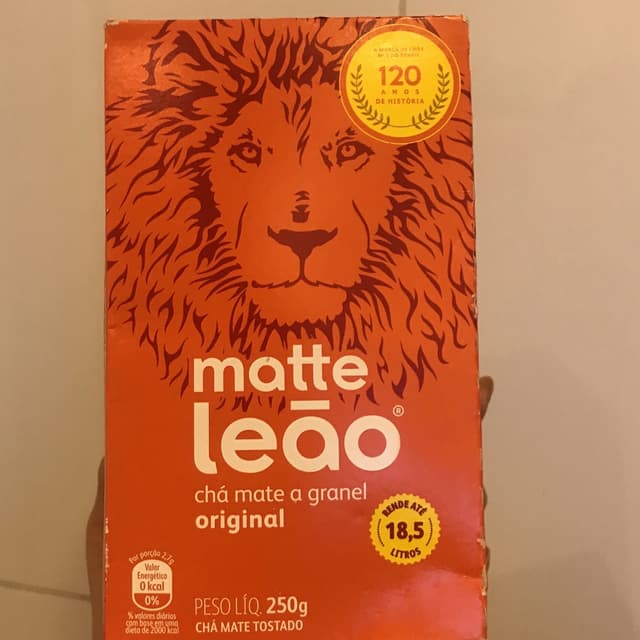 A MARCA DE CHÁS
Nº 1 DO BRASIL
120
ANOS
DE HISTÓRIA
matte
leão®
chá mate a granel
original
RENDE ATÉ
18,5
LITROS
Por porção 2,7g
Valor
Energético
0 kcal
0%
% valores diários
com base em uma
dieta de 2000 kcal
PESO LÍQ. 250g
CHÁ MATE TOSTADO